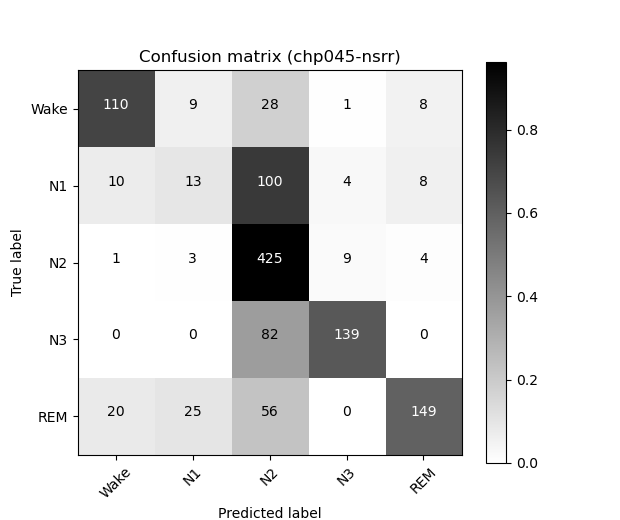 Confusion matrix (chp045-nsrr)
Wake 110 9 28 1 8
N1 10 13 100 4 8
N2 1 3 425 9 4
N3 0 0 82 139 0
REM 20 25 56 0 149
Wake N1 N2 N3 REM
Predicted label
True label
0.8
0.6
0.4
0.2
0.0